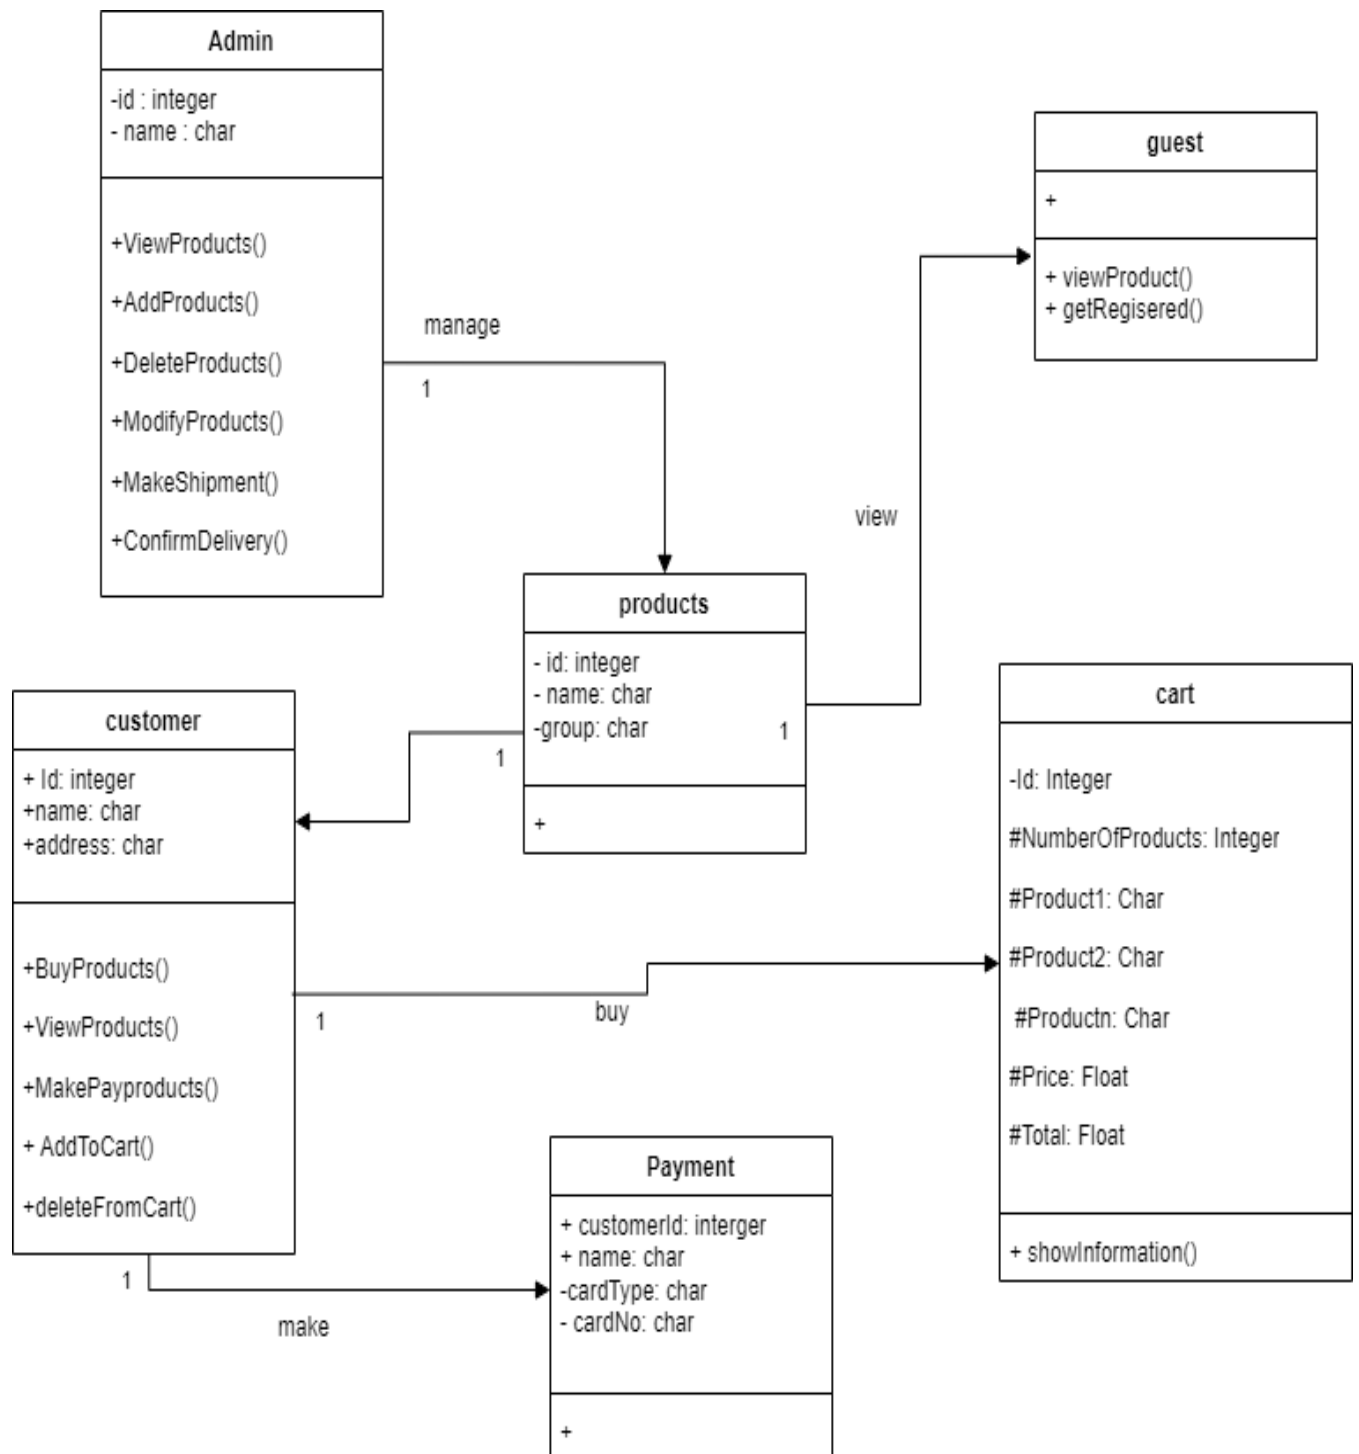 Admin
-id : integer
- name : char
+ViewProducts()
+AddProducts()
+DeleteProducts()
+ModifyProducts()
+MakeShipment()
+ConfirmDelivery()
manage
1
guest
+
+ viewProduct()
+ getRegisered()
view
products
- id: integer
- name: char
-group: char
1
1
+
customer
+ Id: integer
+name: char
+address: char
+BuyProducts()
+ViewProducts()
+MakePayproducts()
+ AddToCart()
+deleteFromCart()
1
buy
cart
-Id: Integer
#NumberOfProducts: Integer
#Product1: Char
#Product2: Char
#Productn: Char
#Price: Float
#Total: Float
+ showInformation()
1
make
Payment
+ customerId: interger
+ name: char
-cardType: char
- cardNo: char
+